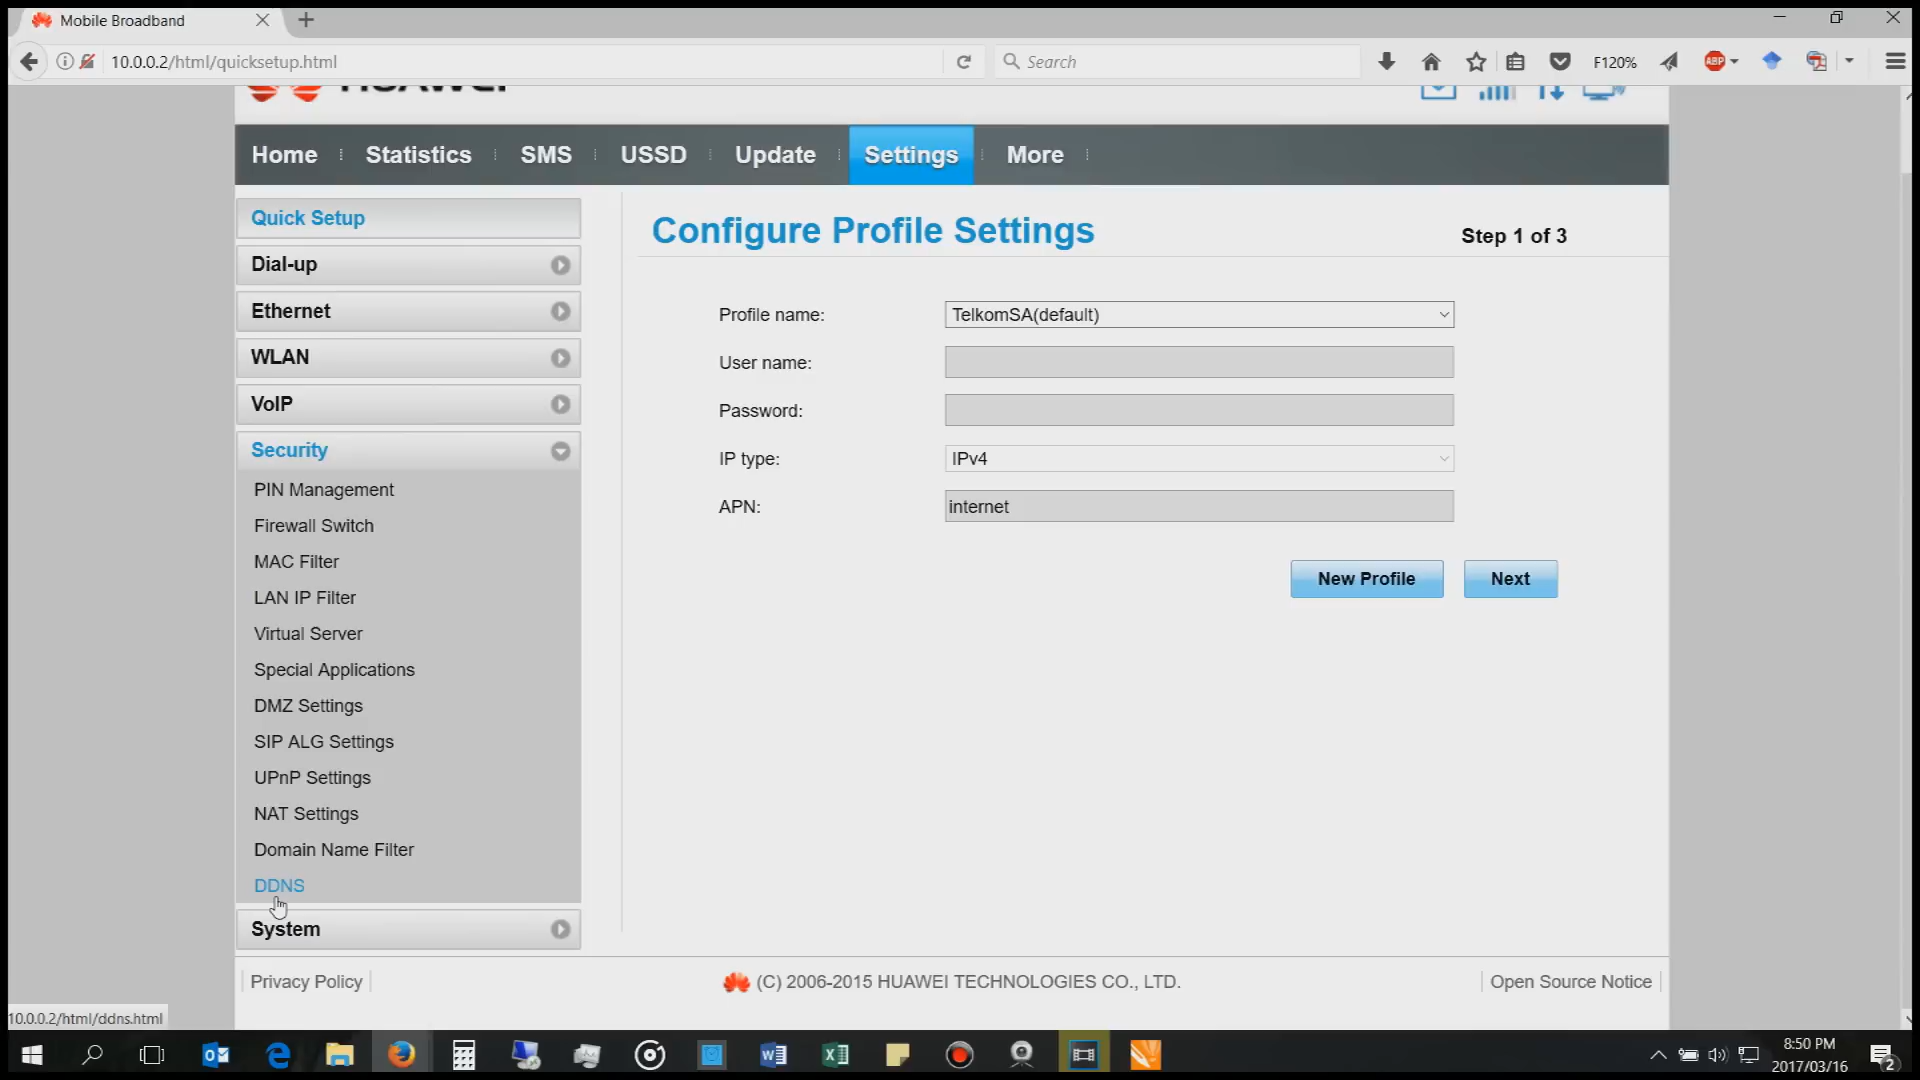 Mobile Broadband
10.0.0.2/html/quicksetup.html
Search
F120%
ABP
HUAWEI
Home
Statistics
SMS
USSD
Update
Settings
More
Quick Setup
Dial-up
Ethernet
WLAN
VoIP
Security
PIN Management
Firewall Switch
MAC Filter
LAN IP Filter
Virtual Server
Special Applications
DMZ Settings
SIP ALG Settings
UPnP Settings
NAT Settings
Domain Name Filter
DDNS
System
Configure Profile Settings
Step 1 of 3
Profile name: TelkomSA(default)
User name:
Password:
IP type: IPv4
APN: internet
New Profile
Next
Privacy Policy
(C) 2006-2015 HUAWEI TECHNOLOGIES CO., LTD.
Open Source Notice
10.0.0.2/html/ddns.html
8:50 PM
2017/03/16
2